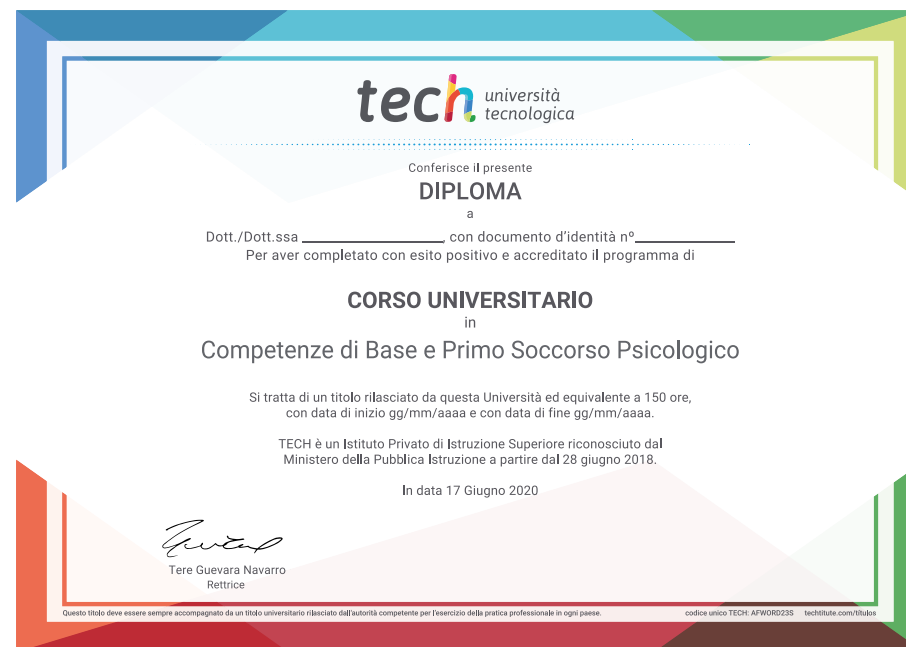 tech università
tecnologica
Conferisce il presente
DIPLOMA
a
Dott./Dott.ssa ________________, con documento d'identità nº____________
Per aver completato con esito positivo e accreditato il programma di
CORSO UNIVERSITARIO
in
Competenze di Base e Primo Soccorso Psicologico
Si tratta di un titolo rilasciato da questa Università ed equivalente a 150 ore,
con data di inizio gg/mm/aaaa e con data di fine gg/mm/aaaa.
TECH è un Istituto Privato di Istruzione Superiore riconosciuto dal
Ministero della Pubblica Istruzione a partire dal 28 giugno 2018.
In data 17 Giugno 2020
Tere Guevara Navarro
Rettrice
Questo titolo deve essere sempre accompagnato da un titolo universitario rilasciato dall'autorità competente per l'esercizio della pratica professionale in ogni paese. codice unico TECH: AFWORD23S techtitute.com/titulos